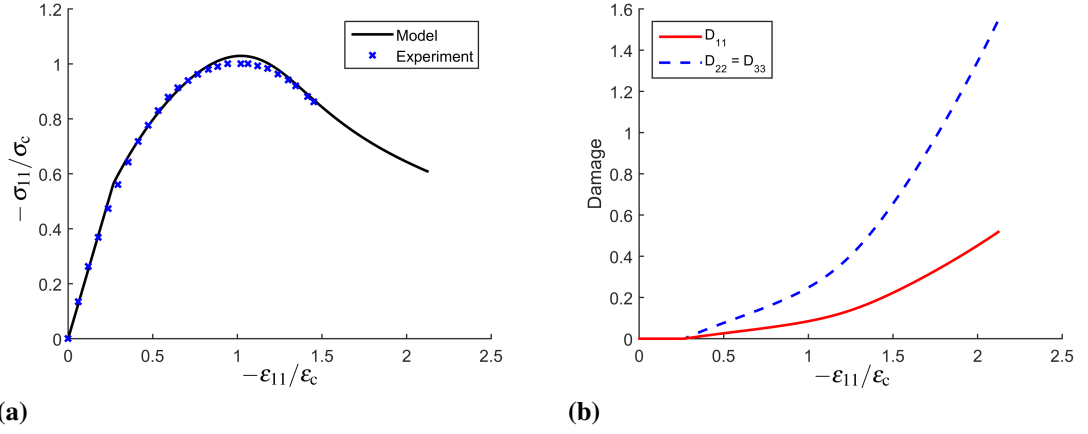 1.2
1
0.8
0.6
0.4
0.2
0
0 0.5 1 1.5 2 2.5
−σ₁₁/σc
−ε₁₁/εc
Model
Experiment
(a)
1.6
1.4
1.2
1
0.8
0.6
0.4
0.2
0
0 0.5 1 1.5 2 2.5
Damage
−ε₁₁/εc
D₁₁
D₂₂ = D₃₃
(b)